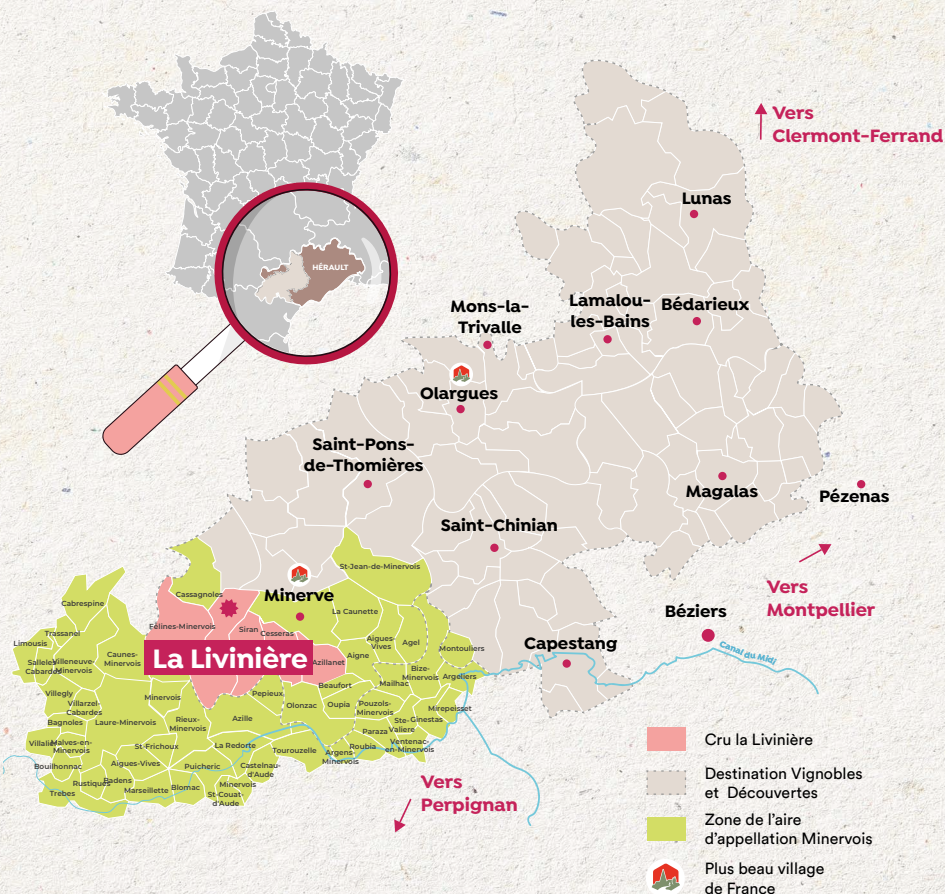 Vers
Clermont-Ferrand
Lunas
HÉRAULT
Mons-la-
Trivalle
Lamalou-
les-Bains
Bédarieux
Olargues
Saint-Pons-
de-Thomières
Magalas
Pézenas
Saint-Chinian
Vers
Montpellier
St-Jean-de-Minervois
Cassagnoles
Minerve
Cabrespine
La Caunette
Béziers
Félines-Minervois
Siran
Cesseras
Trassanel
Limousis
Aigues-
Vives
Agel
Montouliers
Capestang
Canal du Midi
La Livinière
Caunes-
Minervois
Salleles
Cabardes
Villeneuve-
Minervois
Azillanet
Aigne
Bize-
Minervois
Argeliers
Mailhac
Beaufort
Villegly
Villarzel-
Cabardes
Minervois
Pepieux
Olonzac
Oupia
Pouzols-
Minervois
Mirepeisset
Bagnoles
Laure-Minervois
Rieux-
Minervois
Azille
Ste-
Valiere
Ginestas
Paraza
Ventenac-
en-Minervois
Roubia
Argens-
Minervois
Tourouzelle
La Redorte
St-Frichoux
Malves-en-
Minervois
Bouilhonnac
Aigues-Vives
Puicheric
Castelnau-
d'Aude
Rustiques
Badens
Trebes
Marseillette
Blomac
Minervois
St-Couat-
d'Aude
Vers
Perpignan
Cru la Livinière
Destination Vignobles
et Découvertes
Zone de l'aire
d'appellation Minervois
Plus beau village
de France